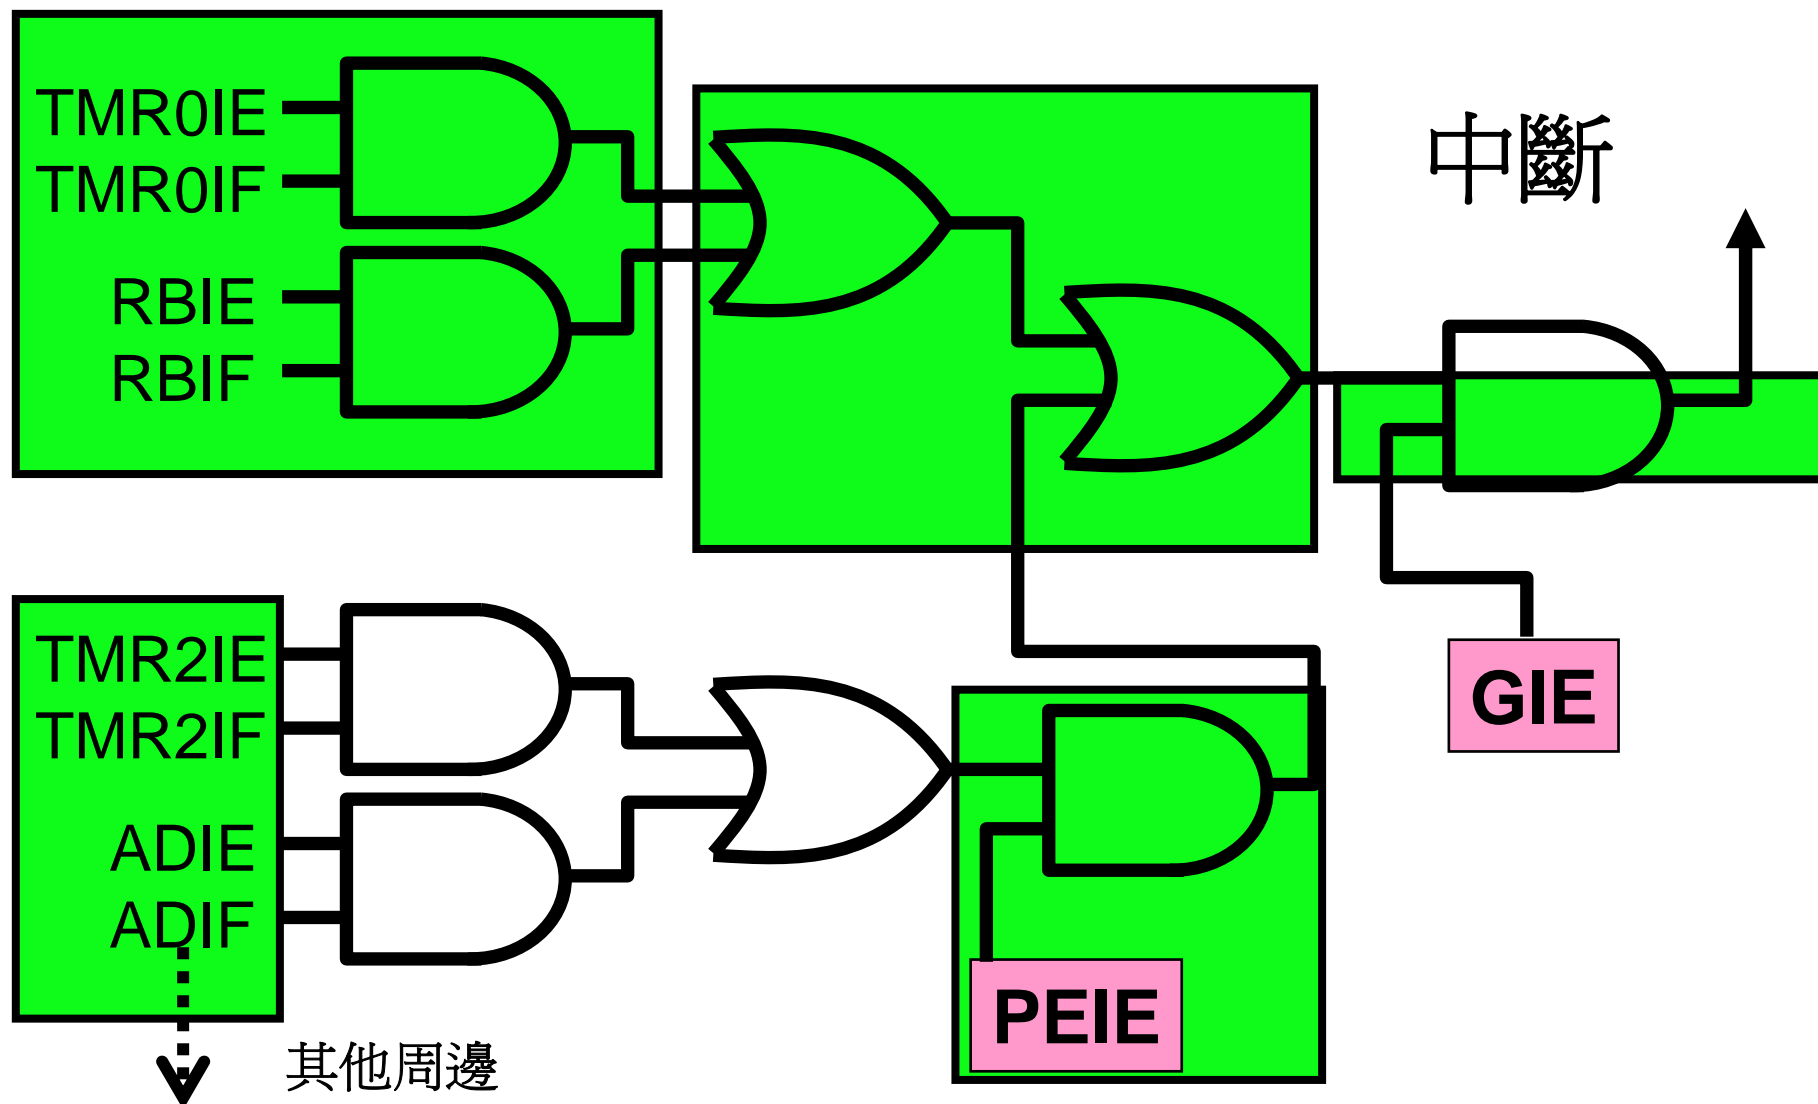 TMR0IE
TMR0IF
RBIE
RBIF
中斷
TMR2IE
TMR2IF
ADIE
ADIF
GIE
PEIE
其他周邊